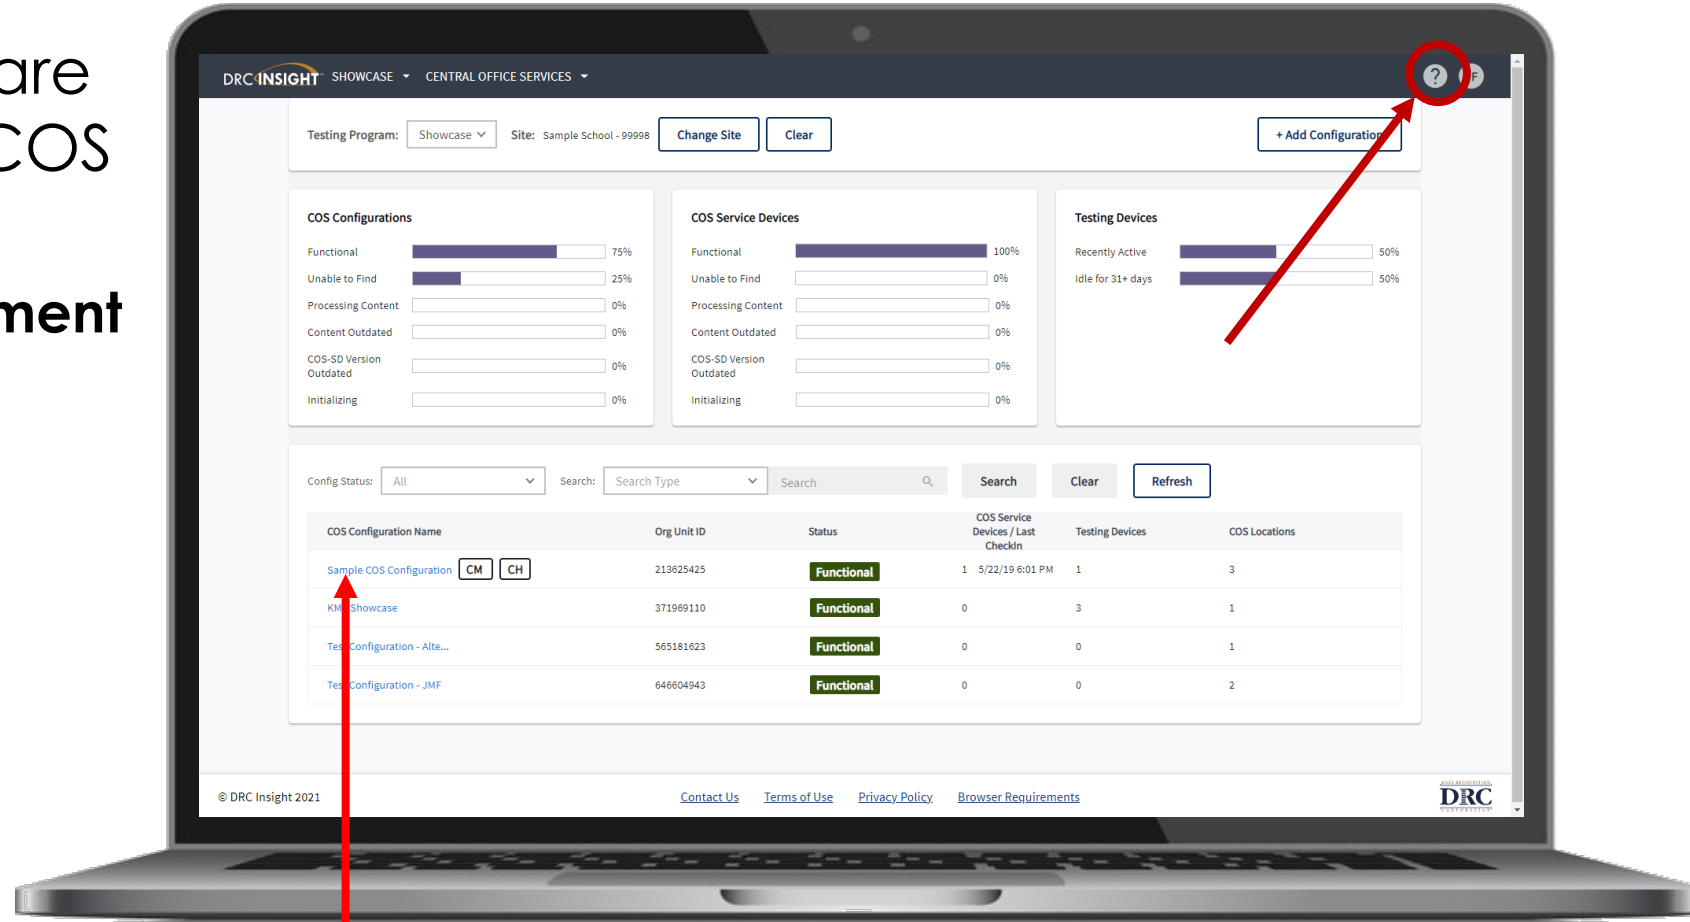 are
COS
ment
DRC INSIGHT SHOWCASE CENTRAL OFFICE SERVICES ?
Testing Program: Showcase Site: Sample School - 99998 Change Site Clear + Add Configuration
COS Configurations
Functional 75%
Unable to Find 25%
Processing Content 0%
Content Outdated 0%
COS-SD Version
Outdated 0%
Initializing 0%
COS Service Devices
Functional 100%
Unable to Find 0%
Processing Content 0%
Content Outdated 0%
COS-SD Version
Outdated 0%
Initializing 0%
Testing Devices
Recently Active 50%
Idle for 31+ days 50%
Config Status: All Search: Search Type Search Search Clear Refresh
COS Configuration Name Org Unit ID Status COS Service Devices / Last CheckIn Testing Devices COS Locations
Sample COS Configuration CM CH 213625425 Functional 1 5/22/19 6:01 PM 1 3
Showcase 371969110 Functional 0 3 1
Configuration - Alte... 565181623 Functional 0 0 1
Configuration - JMF 646604943 Functional 0 0 2
© DRC Insight 2021 Contact Us Terms of Use Privacy Policy Browser Requirements DRC